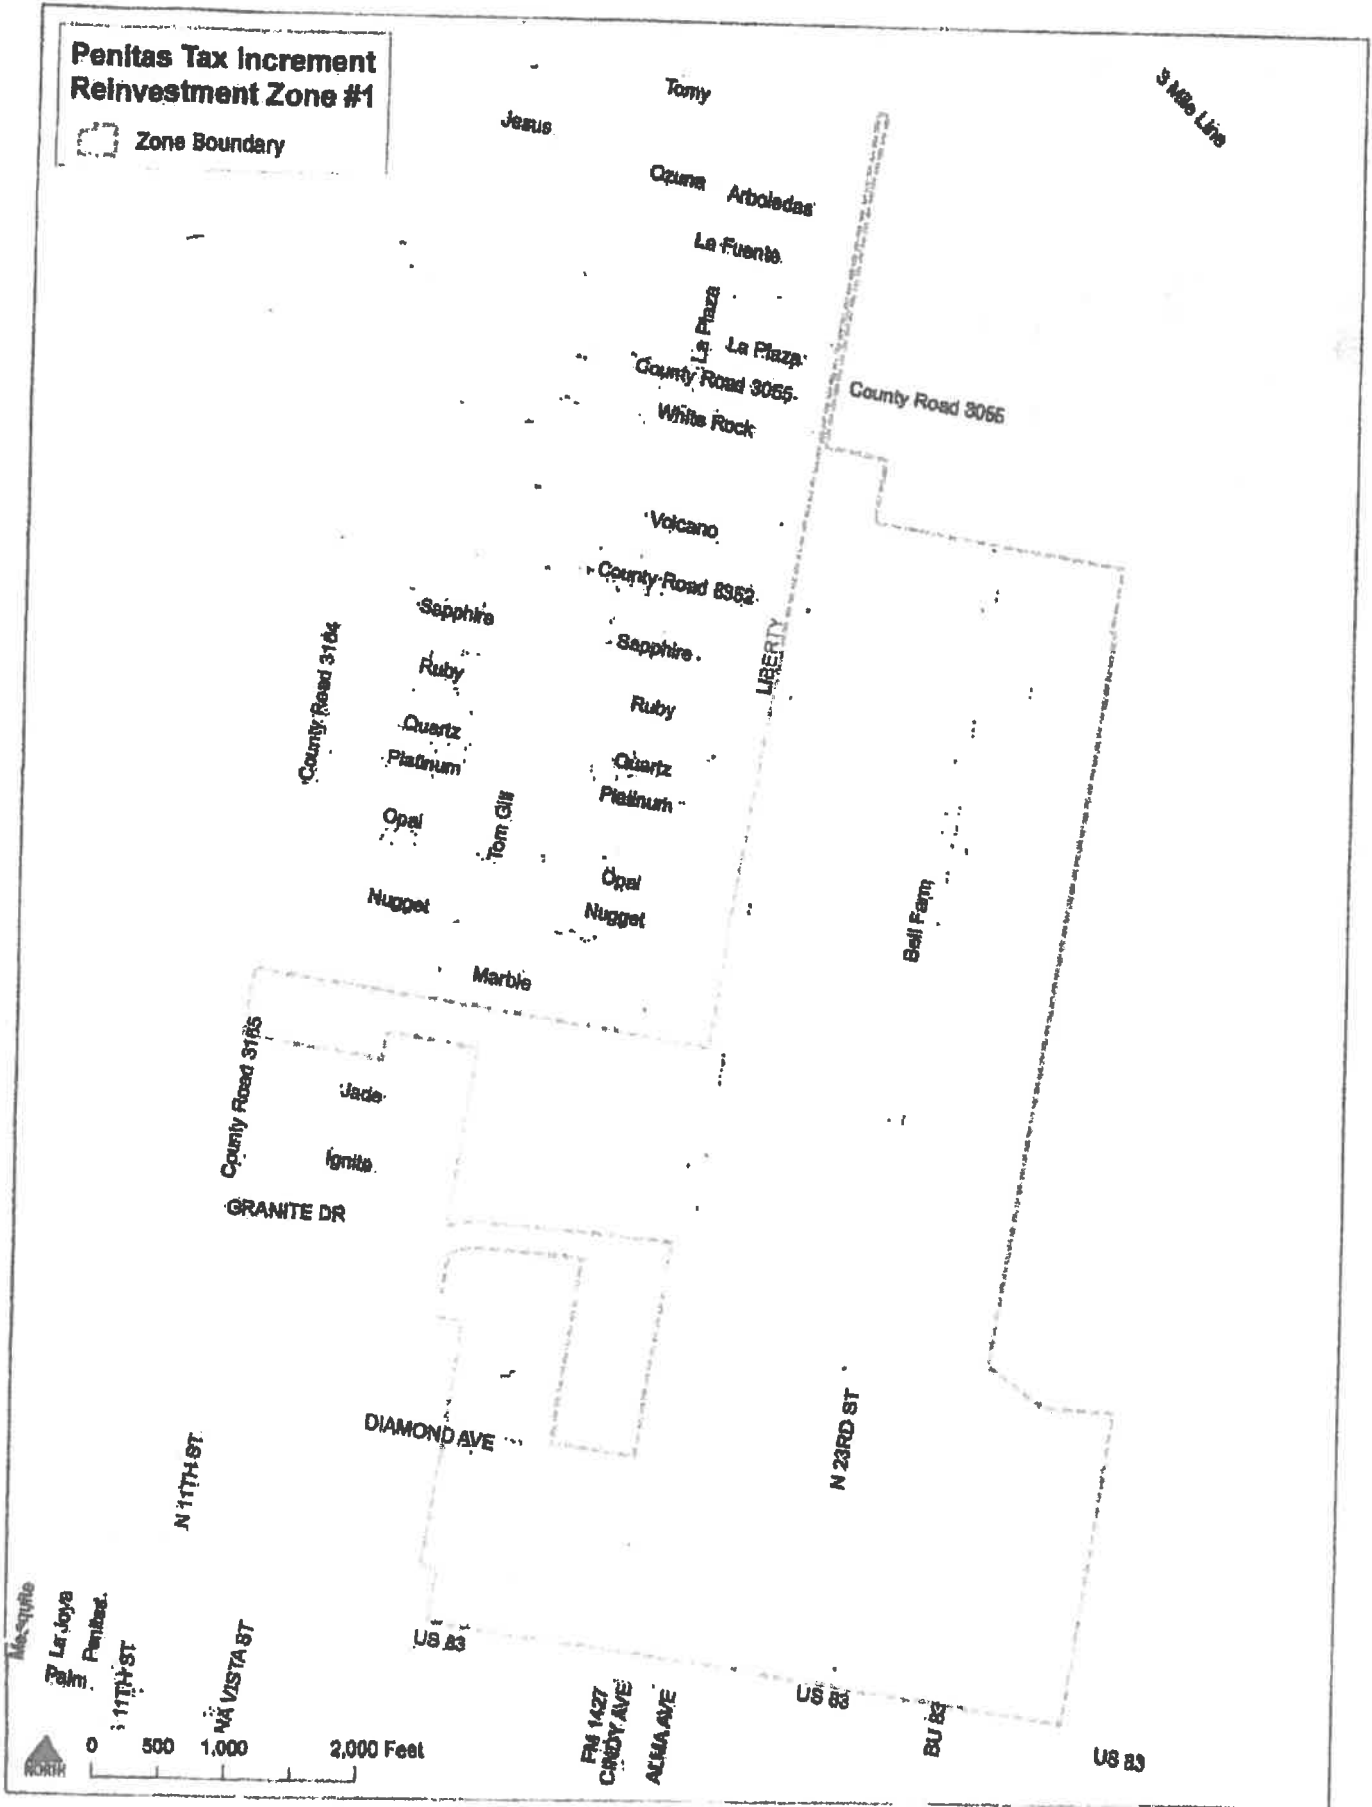 Penitas Tax Increment
Reinvestment Zone #1
Zone Boundary
Tomy
3 Mile Line
Jesus
Ozuna
Arboledas
La Fuente
La Plaza
La Plaza
County Road 3055
County Road 3055
White Rock
Volcano
County Road 6362
Sapphire
Sapphire
County Road 3164
LIBERTY
Ruby
Ruby
Quartz
Quartz
Platinum
Platinum
Opal
Tom Gill
Opal
Nugget
Nugget
Bell Farm
Marble
County Road 3165
Jade
Ignite
GRANITE DR
DIAMOND AVE
N 23RD ST
N 11TH ST
Mesquite
La Joya
Penitas
Palm
11TH ST
NA VISTA ST
US 83
FM 1427
CINDY AVE
ALMA AVE
US 83
BU 83
US 83
NORTH
0 500 1,000 2,000 Feet